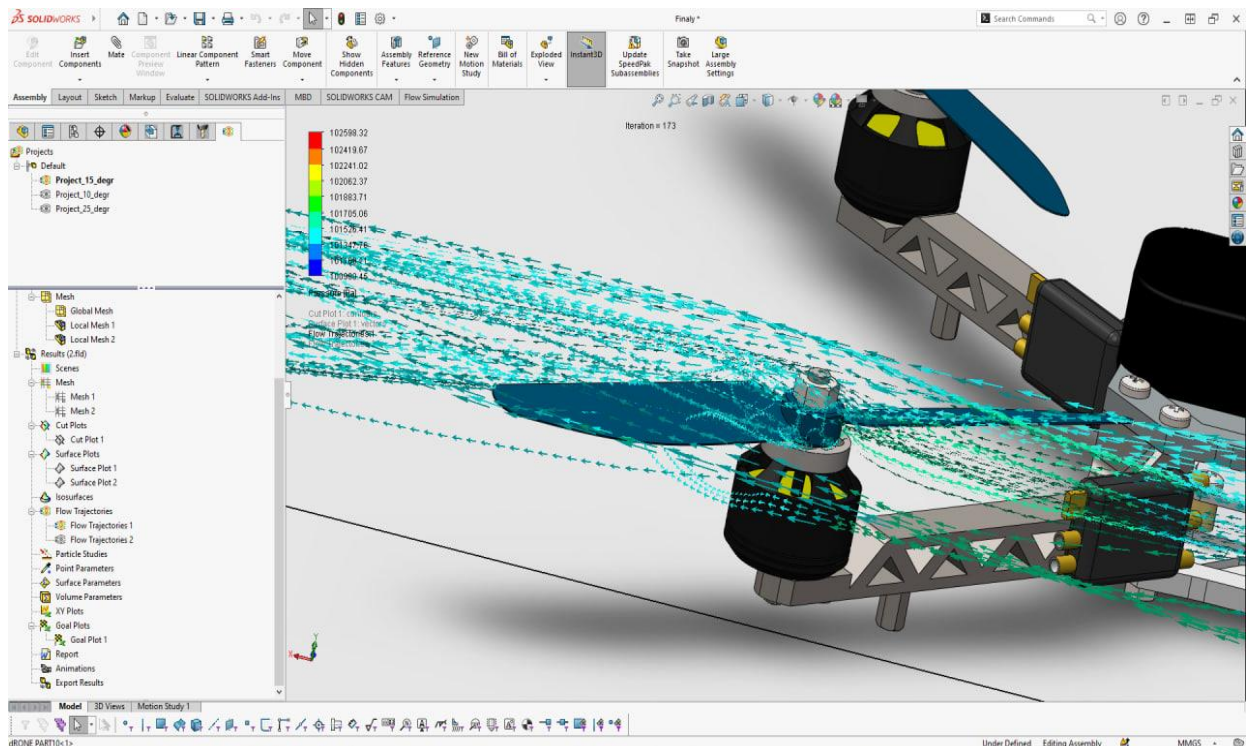 SOLIDWORKS
Finaly *
Search Commands
Edit Component
Insert Components
Mate
Component Preview Window
Linear Component Pattern
Smart Fasteners
Move Component
Show Hidden Components
Assembly Features
Reference Geometry
New Motion Study
Bill of Materials
Exploded View
Instant3D
Update SpeedPak Subassemblies
Take Snapshot
Large Assembly Settings
Assembly Layout Sketch Markup Evaluate SOLIDWORKS Add-Ins MBD SOLIDWORKS CAM Flow Simulation
Projects
Default
Project_15_degr
Project_10_degr
Project_25_degr
Mesh
Global Mesh
Local Mesh 1
Local Mesh 2
Results (2.fld)
Scenes
Mesh
Mesh 1
Mesh 2
Cut Plots
Cut Plot 1
Surface Plots
Surface Plot 1
Surface Plot 2
Isosurfaces
Flow Trajectories
Flow Trajectories 1
Flow Trajectories 2
Particle Studies
Point Parameters
Surface Parameters
Volume Parameters
XY Plots
Goal Plots
Goal Plot 1
Report
Animations
Export Results
Iteration = 173
102598.32
102419.67
102241.02
102062.37
101883.71
101705.06
101526.41
Cut Plot 1: contours
Y
X
Model 3D Views Motion Study 1
dRONE PART10<1>
Under Defined Editing Assembly MMGS